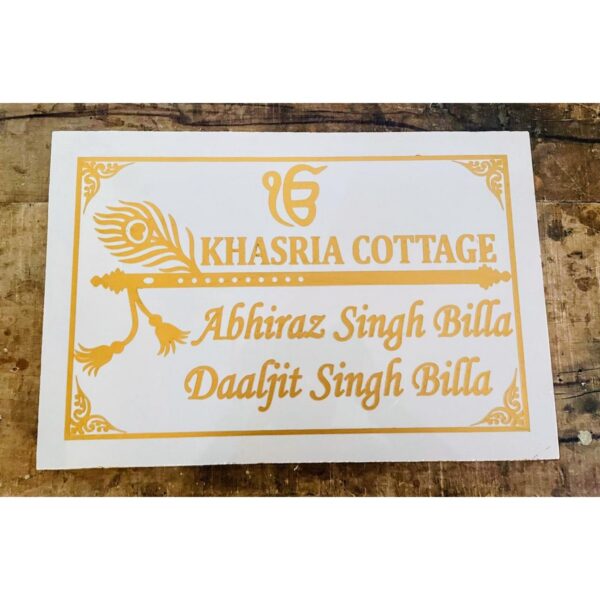 ੴ
KHASRIA COTTAGE
Abhiraz Singh Billa
Daaljit Singh Billa